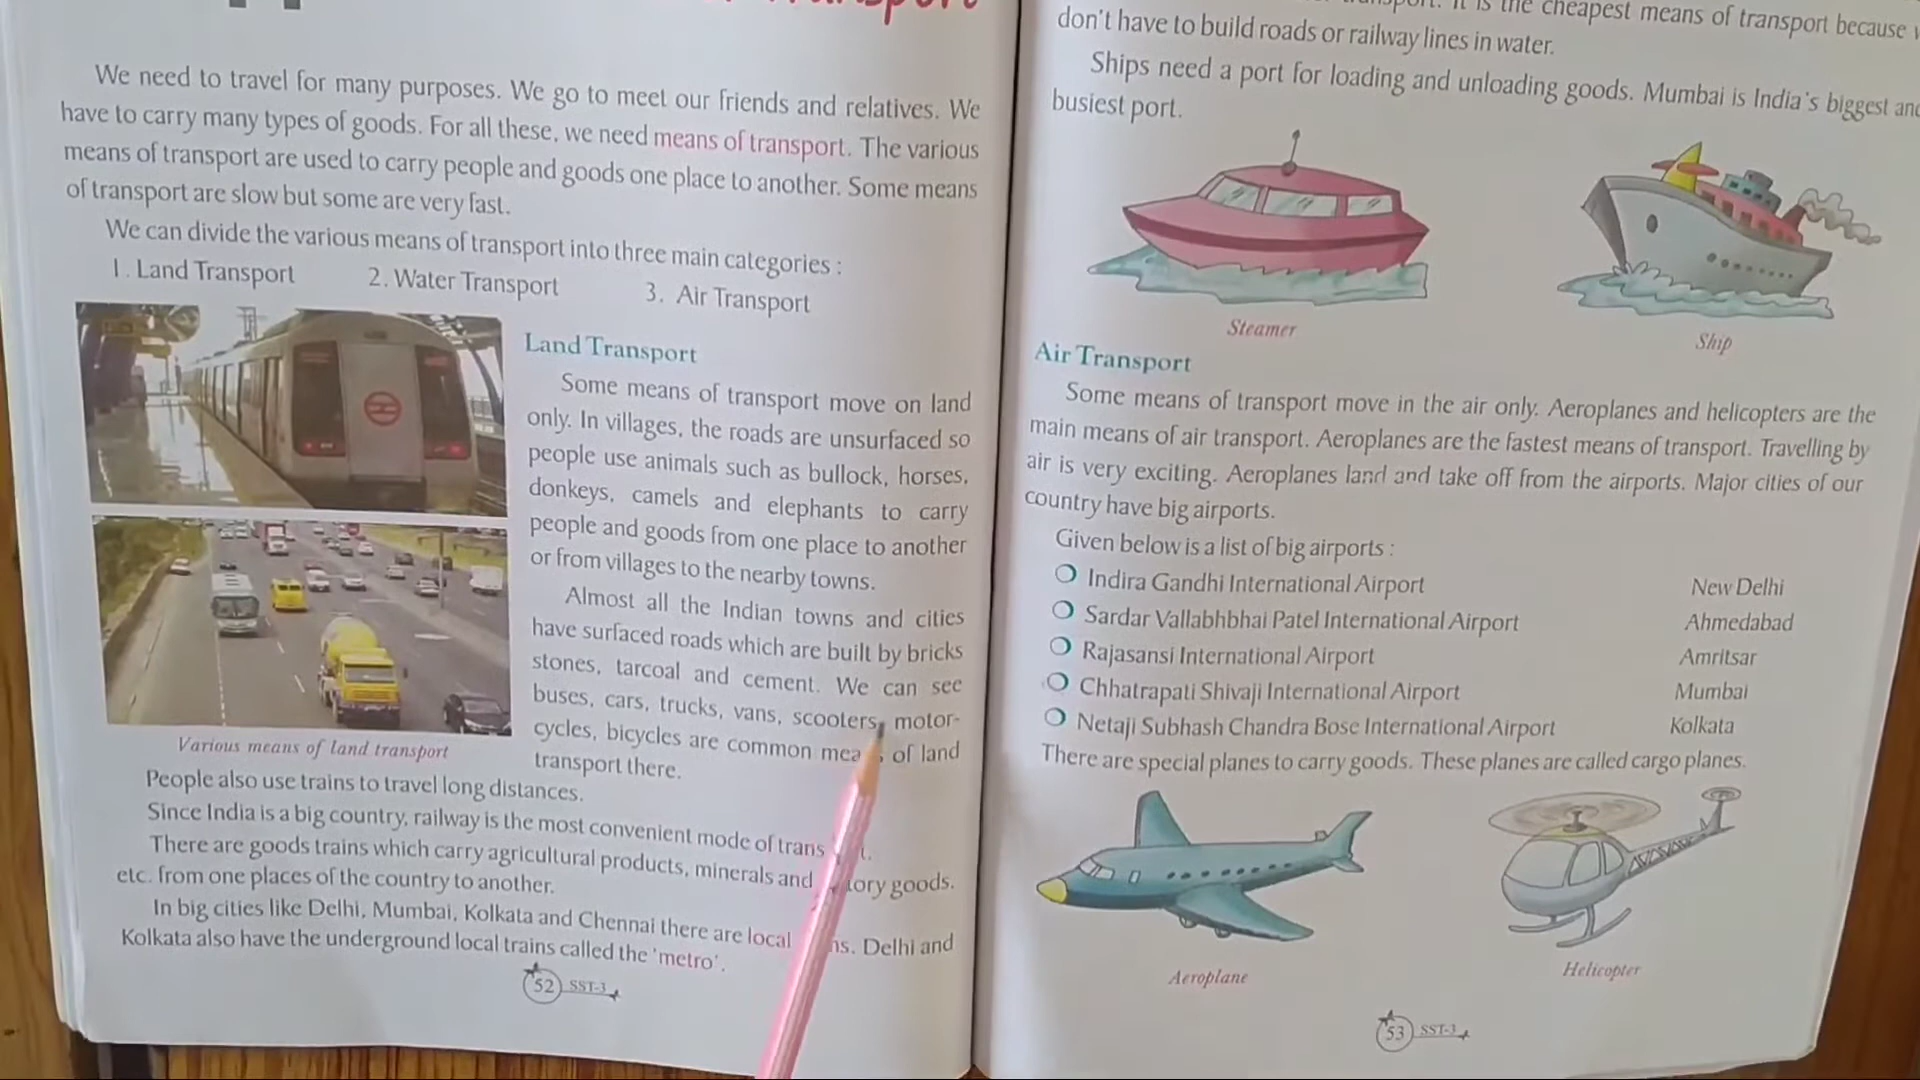 Transport
We need to travel for many purposes. We go to meet our friends and relatives. We
have to carry many types of goods. For all these, we need means of transport. The various
means of transport are used to carry people and goods one place to another. Some means
of transport are slow but some are very fast.
We can divide the various means of transport into three main categories :
1. Land Transport 2. Water Transport 3. Air Transport
Land Transport
Some means of transport move on land
only. In villages, the roads are unsurfaced so
people use animals such as bullock, horses,
donkeys, camels and elephants to carry
people and goods from one place to another
or from villages to the nearby towns.
Almost all the Indian towns and cities
have surfaced roads which are built by bricks
stones, tarcoal and cement. We can see
buses, cars, trucks, vans, scooters, motor-
cycles, bicycles are common of land
transport there.
Various means of land transport
People also use trains to travel long distances.
Since India is a big country, railway is the most convenient mode of
There are goods trains which carry agricultural products, minerals and goods.
etc. from one places of the country to another.
In big cities like Delhi, Mumbai, Kolkata and Chennai there are local Delhi and
Kolkata also have the underground local trains called the 'metro'.
52 SST-3
It is the cheapest means of transport because
don't have to build roads or railway lines in water.
Ships need a port for loading and unloading goods. Mumbai is India's biggest
busiest port.
Steamer
Ship
Air Transport
Some means of transport move in the air only. Aeroplanes and helicopters are the
main means of air transport. Aeroplanes are the fastest means of transport. Travelling by
air is very exciting. Aeroplanes land and take off from the airports. Major cities of our
country have big airports.
Given below is a list of big airports :
Indira Gandhi International Airport New Delhi
Sardar Vallabhbhai Patel International Airport Ahmedabad
Rajasansi International Airport Amritsar
Chhatrapati Shivaji International Airport Mumbai
Netaji Subhash Chandra Bose International Airport Kolkata
There are special planes to carry goods. These planes are called cargo planes.
Aeroplane
Helicopter
53 SST-3